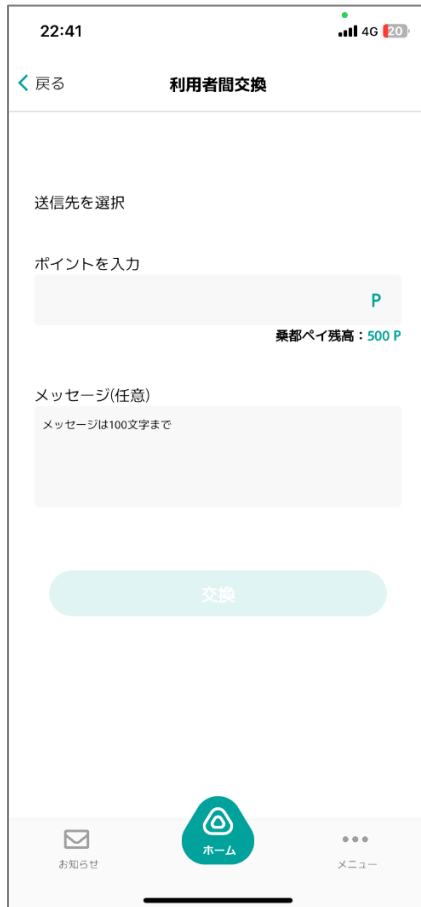 22:41
4G 20
戻る
利用者間交換
送信先を選択
ポイントを入力
P
桑都ペイ残高：500 P
メッセージ(任意)
メッセージは100文字まで
交換
お知らせ
ホーム
メニュー